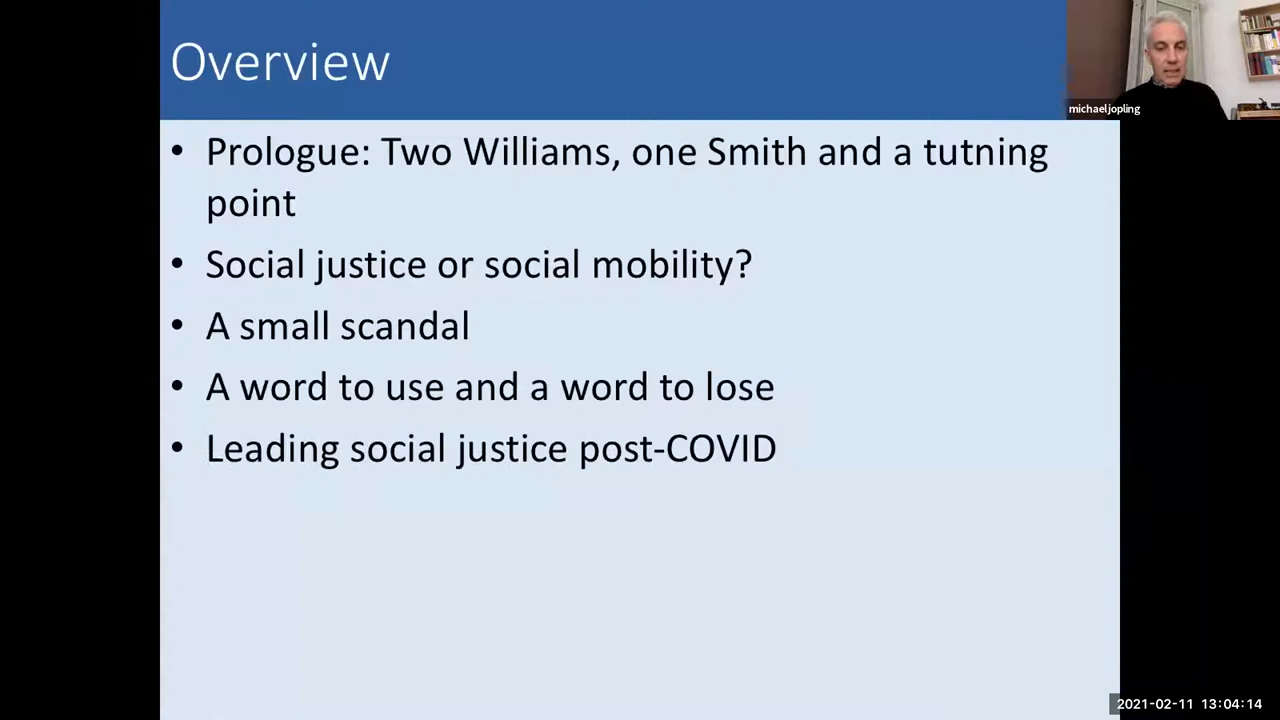 Overview
michael jopling
• Prologue: Two Williams, one Smith and a tutning
point
• Social justice or social mobility?
• A small scandal
• A word to use and a word to lose
• Leading social justice post-COVID
2021-02-11 13:04:14